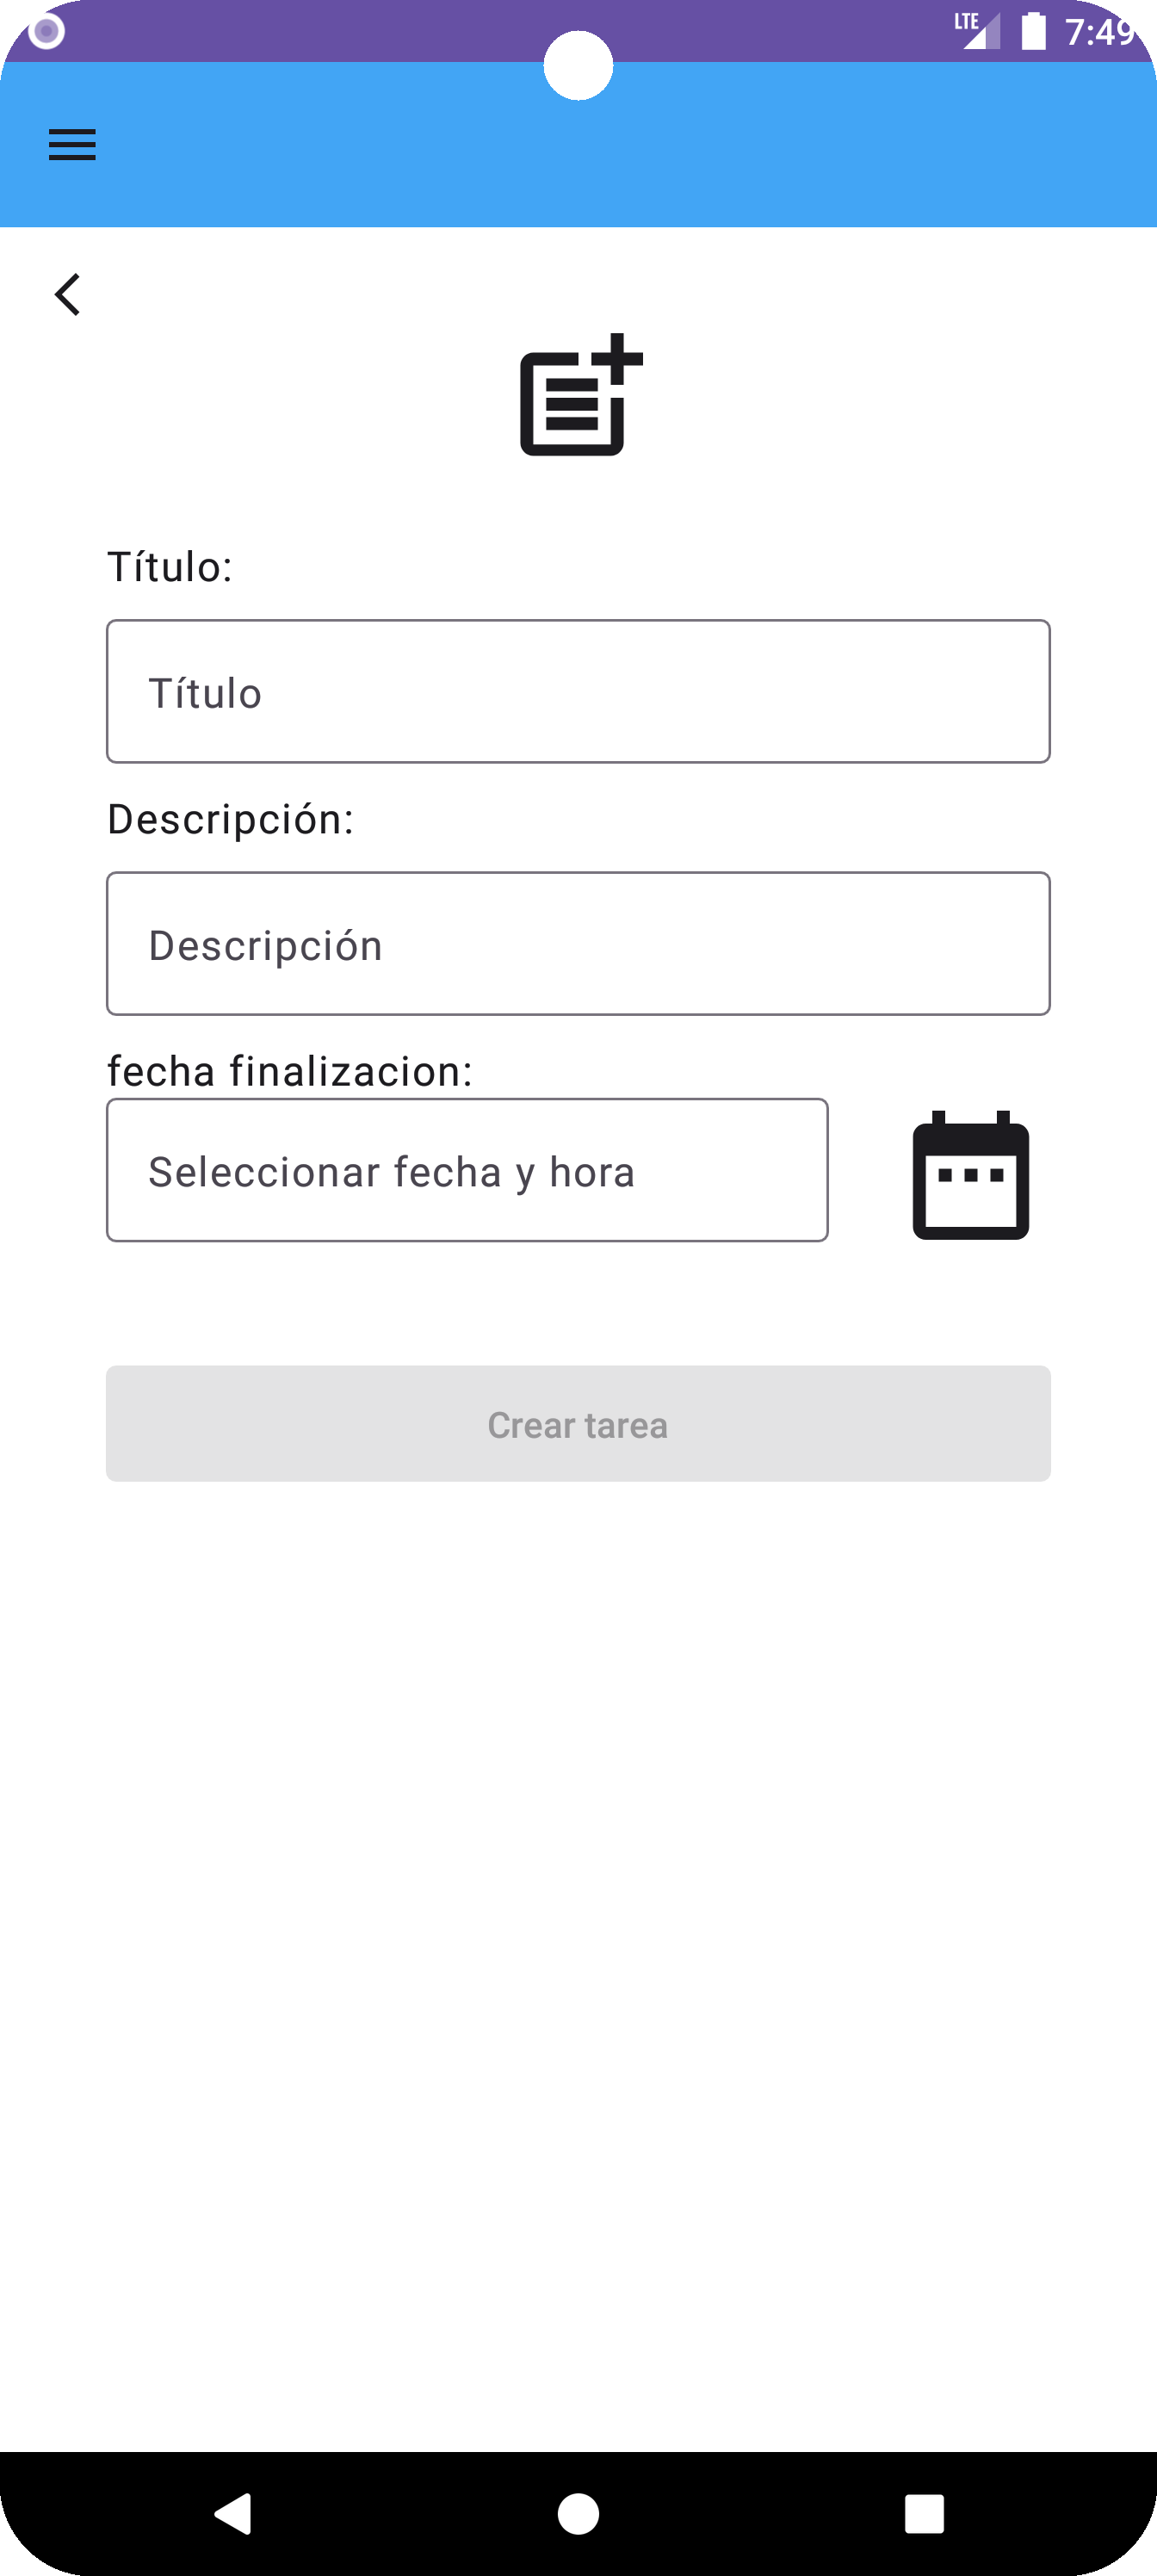 LTE 7:49
Título:
Título
Descripción:
Descripción
fecha finalizacion:
Seleccionar fecha y hora
Crear tarea